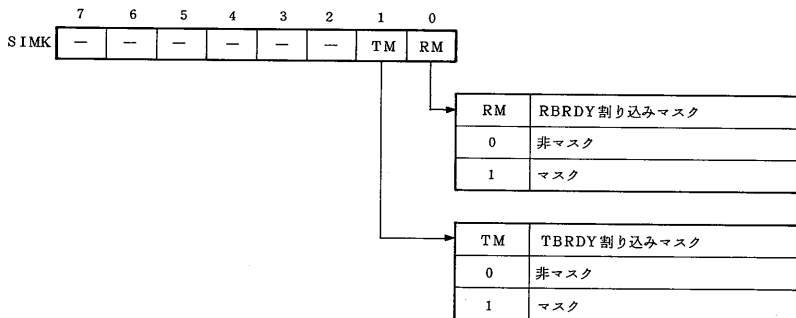 7 6 5 4 3 2 1 0
SIMK — — — — — — TM RM
RM RBRDY割り込みマスク
0 非マスク
1 マスク
TM TBRDY割り込みマスク
0 非マスク
1 マスク